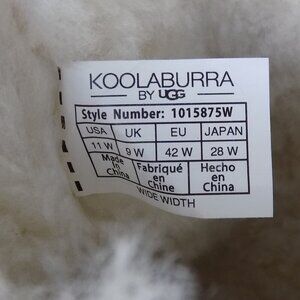 KOOLABURRA
BY UGG
Style Number: 1015875W
USA UK EU JAPAN
11 W 9 W 42 W 28 W
Made in China Fabriqué en Chine Hecho en China
WIDE WIDTH